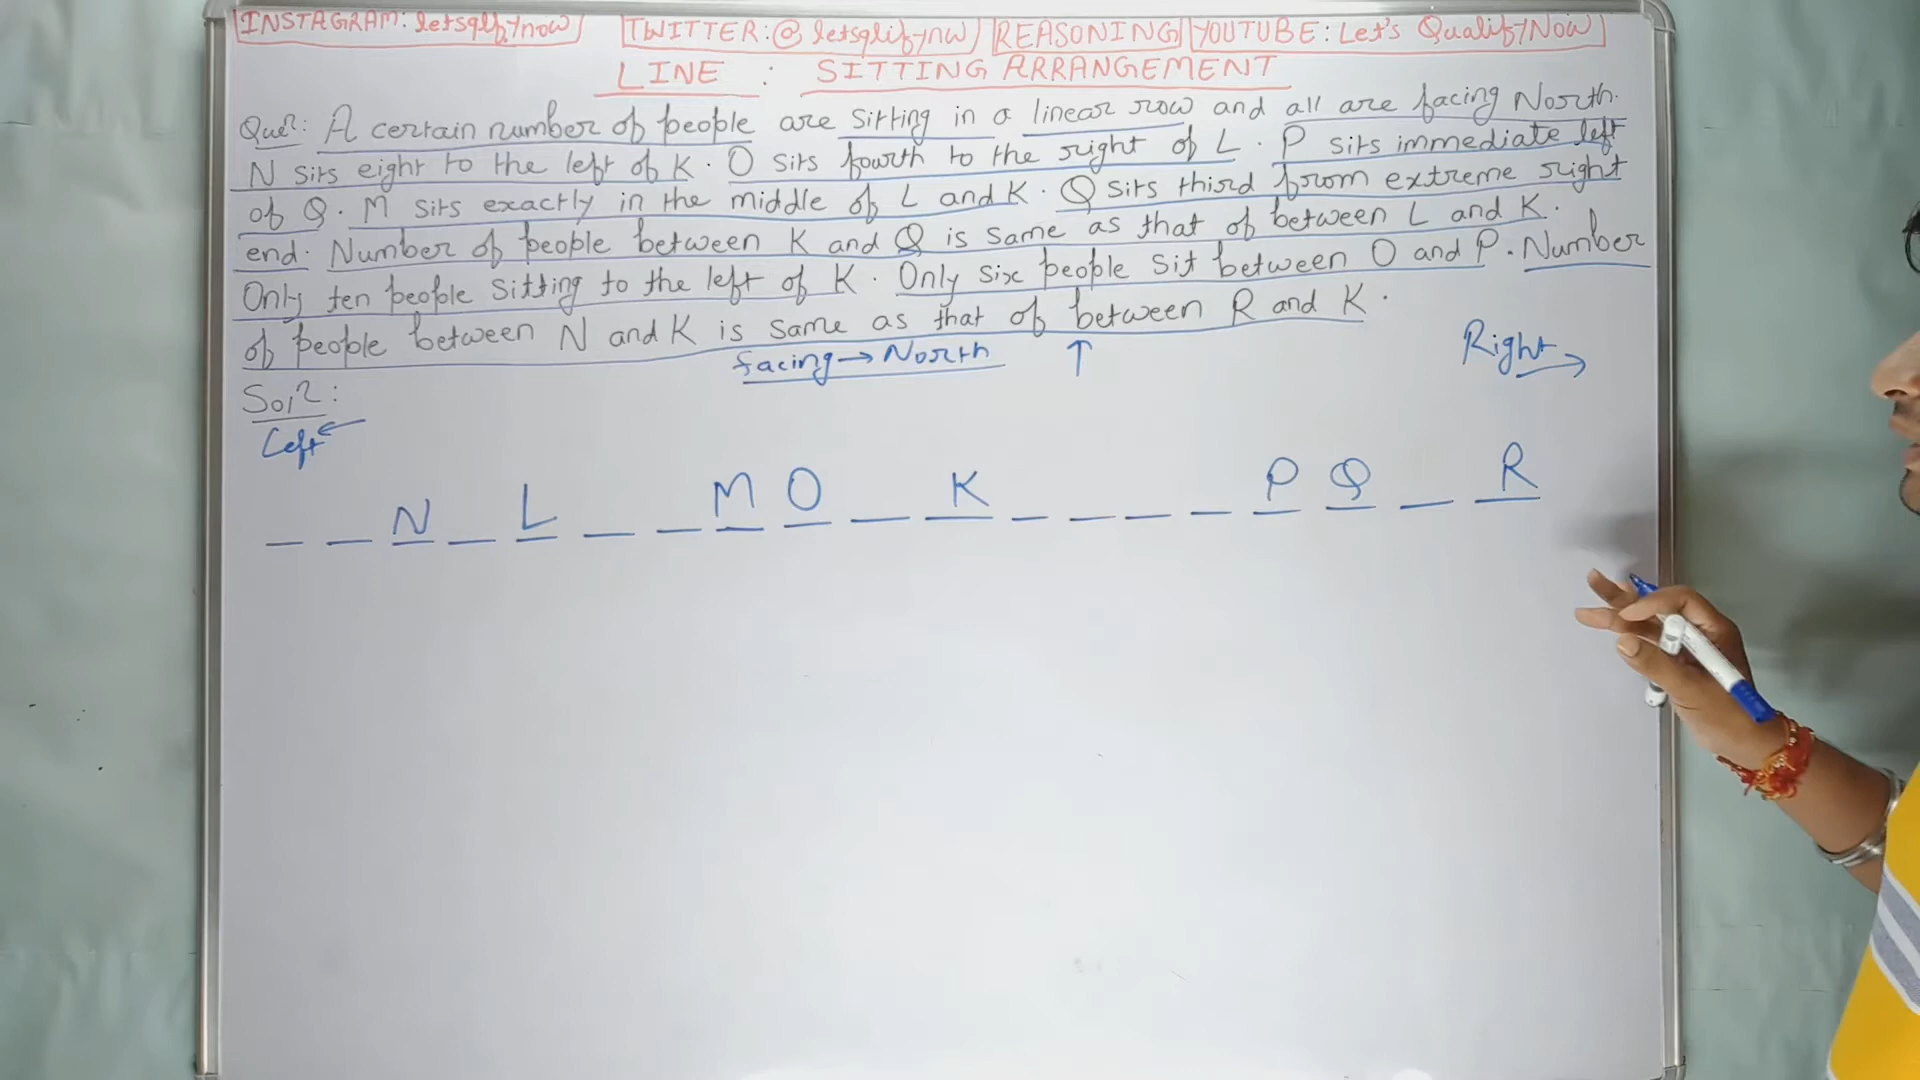 INSTAGRAM: letsqlifynow TWITTER: @letsqlifynw REASONING YOUTUBE: Let's QualifyNow
LINE : SITTING ARRANGEMENT
Quen: A certain number of people are sitting in a linear row and all are facing North.
N sits eight to the left of K. O sits fourth to the right of L. P sits immediate left
of Q. M sits exactly in the middle of L and K. Q sits third from extreme right
end. Number of people between K and Q is same as that of between L and K.
Only ten people sitting to the left of K. Only six people sit between O and P. Number
of people between N and K is same as that of between R and K.
facing → North ↑ Right →
Soln:
Left ←
_ _ N _ L _ _ M O _ K _ _ _ _ P Q _ R